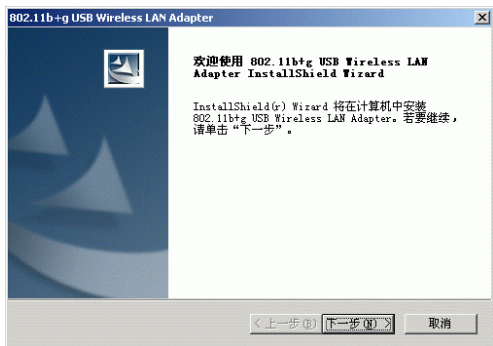 802.11b+g USB Wireless LAN Adapter
欢迎使用 802.11b+g USB Wireless LAN
Adapter InstallShield Wizard
InstallShield(r) Wizard 将在计算机中安装
802.11b+g USB Wireless LAN Adapter。若要继续，
请单击“下一步”。
< 上一步(B) 下一步(N) > 取消